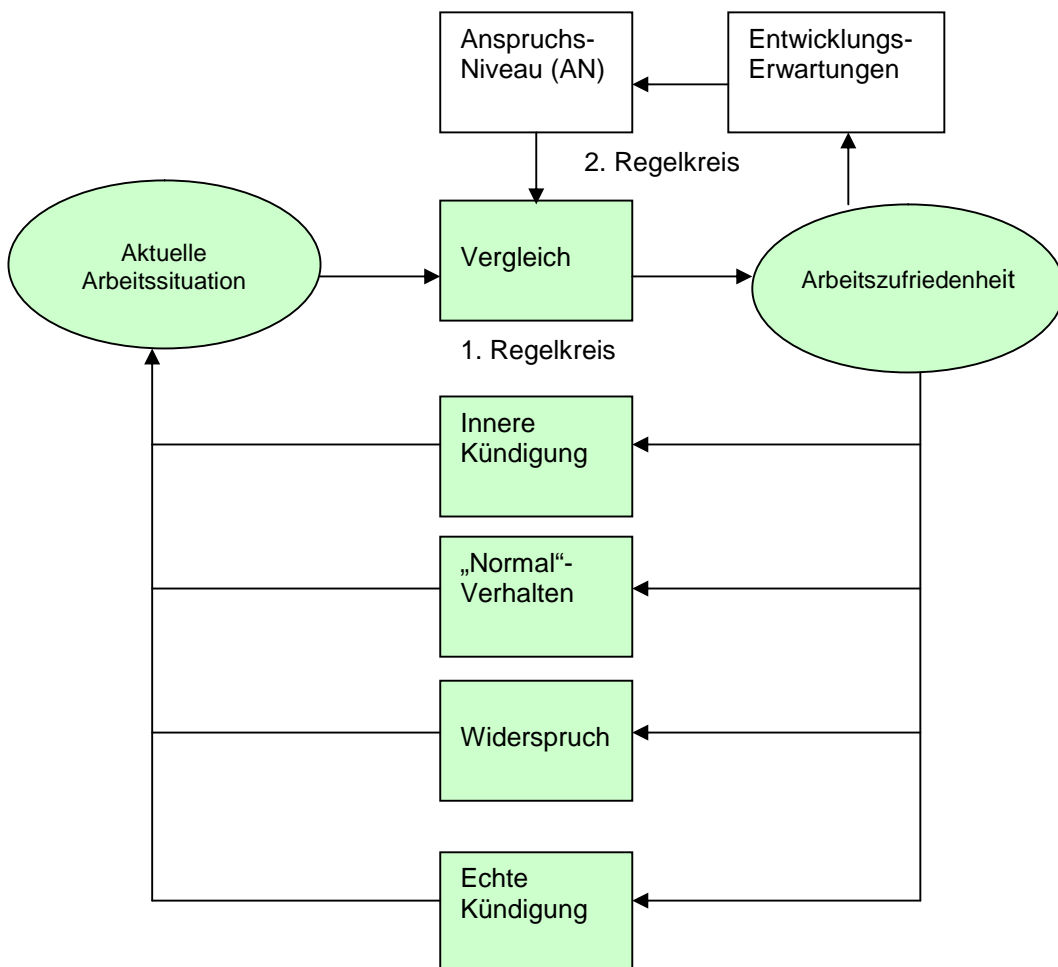 Anspruchs-
Niveau (AN)
Entwicklungs-
Erwartungen
2. Regelkreis
Aktuelle
Arbeitssituation
Vergleich
Arbeitszufriedenheit
1. Regelkreis
Innere
Kündigung
„Normal“-
Verhalten
Widerspruch
Echte
Kündigung